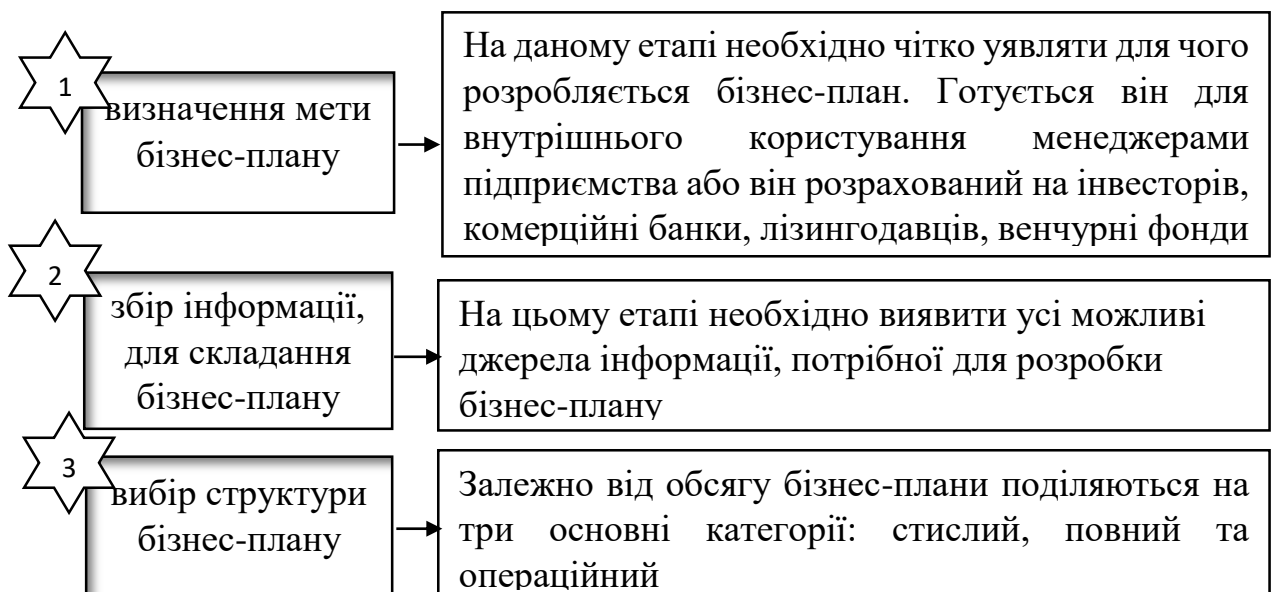 1
визначення мети
бізнес-плану
На даному етапі необхідно чітко уявляти для чого
розробляється бізнес-план. Готується він для
внутрішнього користування менеджерами
підприємства або він розрахований на інвесторів,
комерційні банки, лізингодавців, венчурні фонди
2
збір інформації,
для складання
бізнес-плану
На цьому етапі необхідно виявити усі можливі
джерела інформації, потрібної для розробки
бізнес-плану
3
вибір структури
бізнес-плану
Залежно від обсягу бізнес-плани поділяються на
три основні категорії: стислий, повний та
операційний